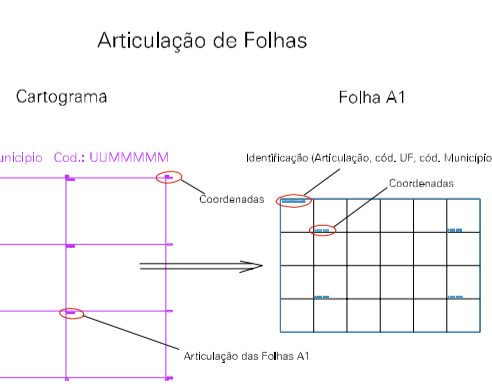 Articulação de Folhas
Cartograma
Folha A1
unicipio Cod.: UUMMMMM
Identificação (Articulação, cód. UF, cód. Município
Coordenadas
Coordenadas
Articulação das Folhas A1